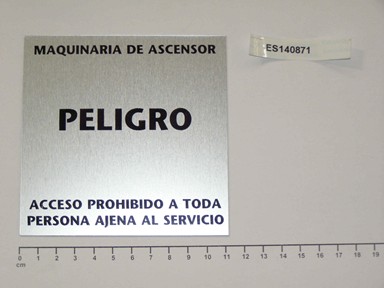 MAQUINARIA DE ASCENSOR
ES140871
PELIGRO
ACCESO PROHIBIDO A TODA
PERSONA AJENA AL SERVICIO
0 1 2 3 4 5 6 7 8 9 10 11 12 13 14 15 16 17 18 19
cm